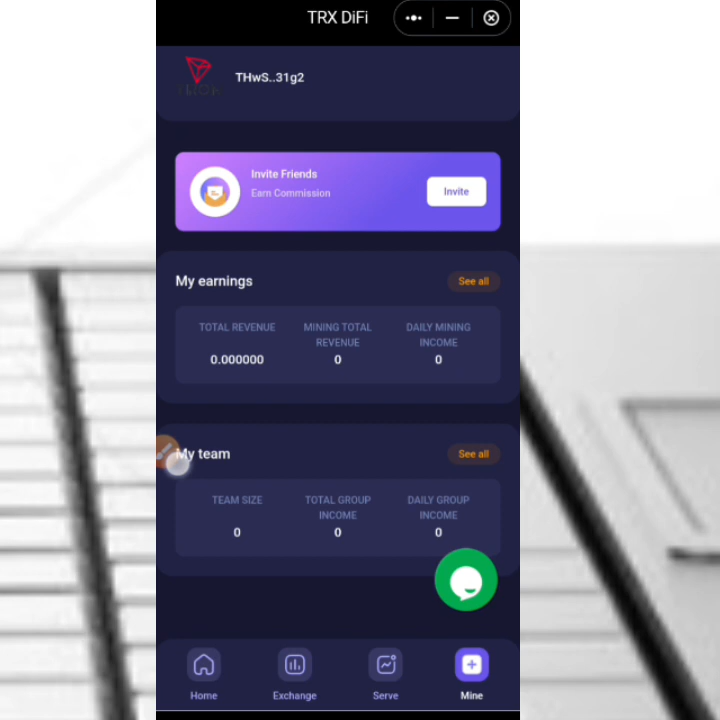 TRX DiFi
THwS..31g2
Invite Friends
Earn Commission
Invite
My earnings
See all
TOTAL REVENUE
0.000000
MINING TOTAL
REVENUE
0
DAILY MINING
INCOME
0
My team
See all
TEAM SIZE
0
TOTAL GROUP
INCOME
0
DAILY GROUP
INCOME
0
Home
Exchange
Serve
Mine